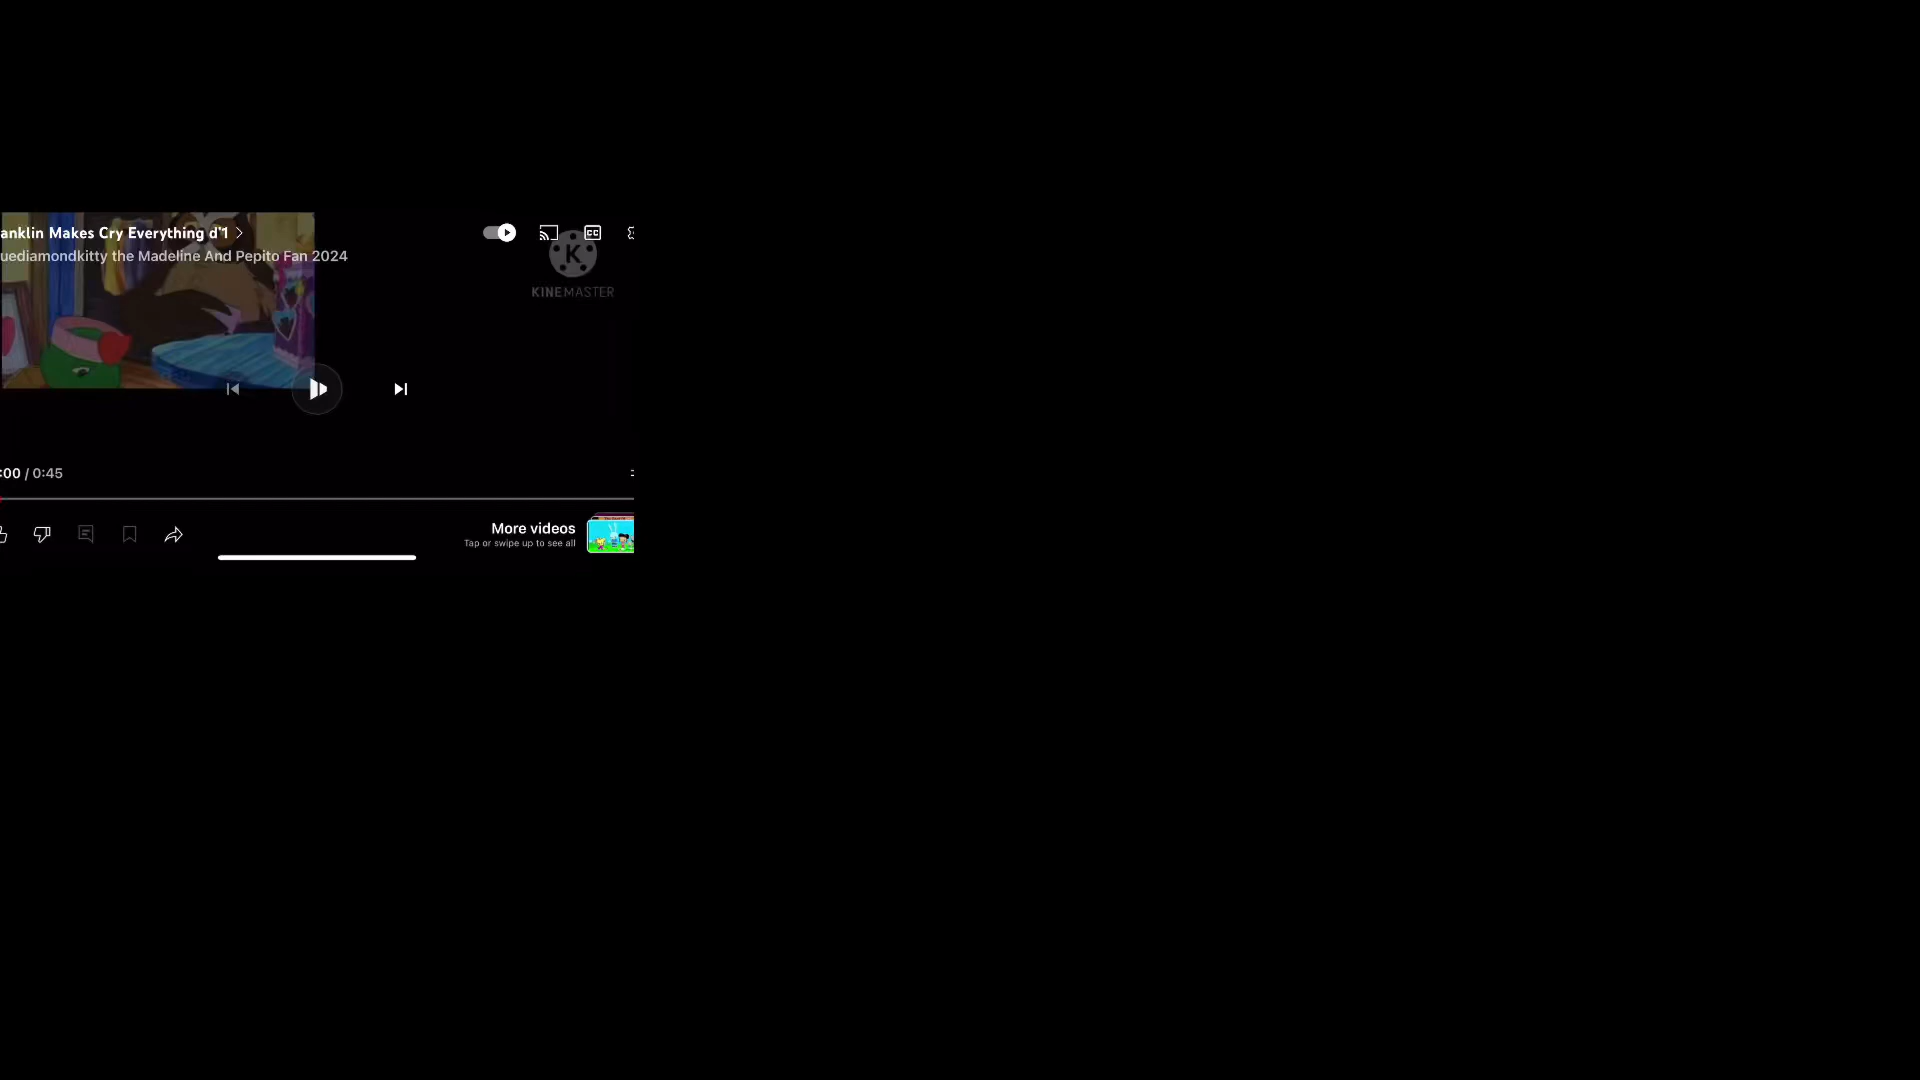 anklin Makes Cry Everything d'1
uediamondkitty the Madeline And Pepito Fan 2024
CC
K
KINEMASTER
:00 / 0:45
More videos
Tap or swipe up to see all